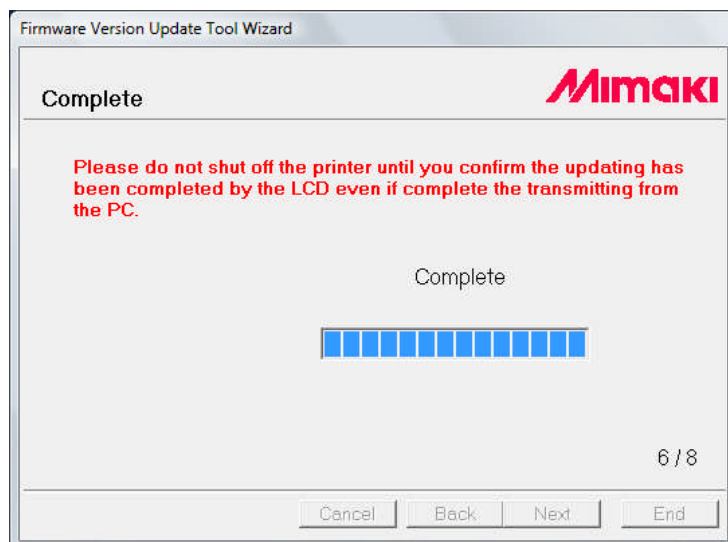 Firmware Version Update Tool Wizard
Complete
Mimaki
Please do not shut off the printer until you confirm the updating has
been completed by the LCD even if complete the transmitting from
the PC.
Complete
6 / 8
Cancel
Back
Next
End